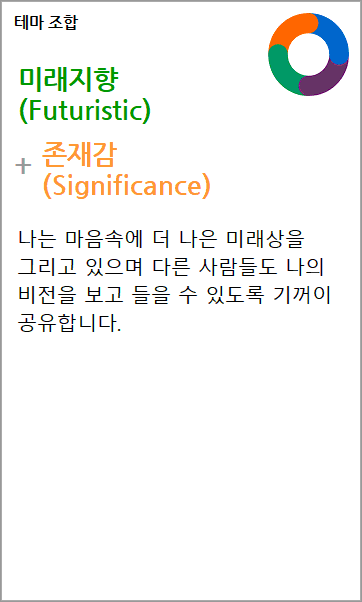 테마 조합
미래지향
(Futuristic)
+ 존재감
(Significance)
나는 마음속에 더 나은 미래상을
그리고 있으며 다른 사람들도 나의
비전을 보고 들을 수 있도록 기꺼이
공유합니다.